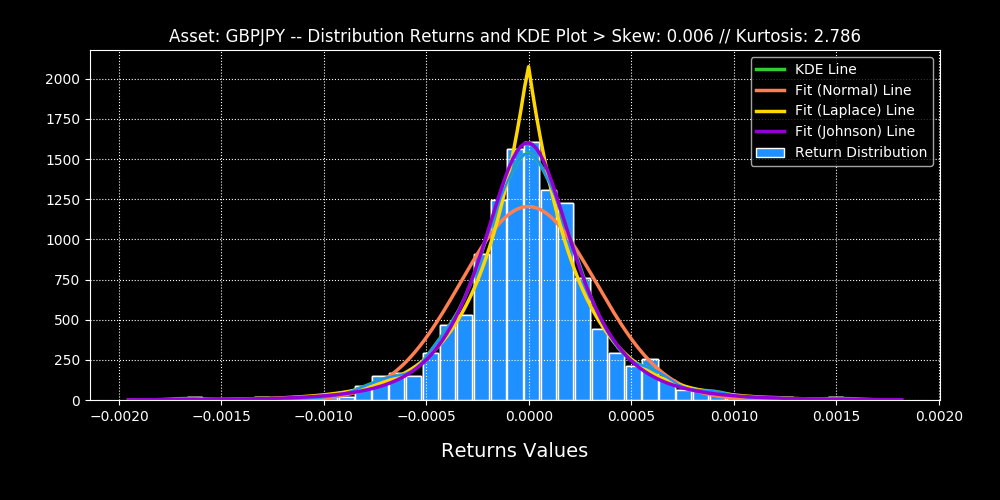 Asset: GBPJPY -- Distribution Returns and KDE Plot > Skew: 0.006 // Kurtosis: 2.786
KDE Line
Fit (Normal) Line
Fit (Laplace) Line
Fit (Johnson) Line
Return Distribution
2000
1750
1500
1250
1000
750
500
250
0
−0.0020 −0.0015 −0.0010 −0.0005 0.0000 0.0005 0.0010 0.0015 0.0020
Returns Values